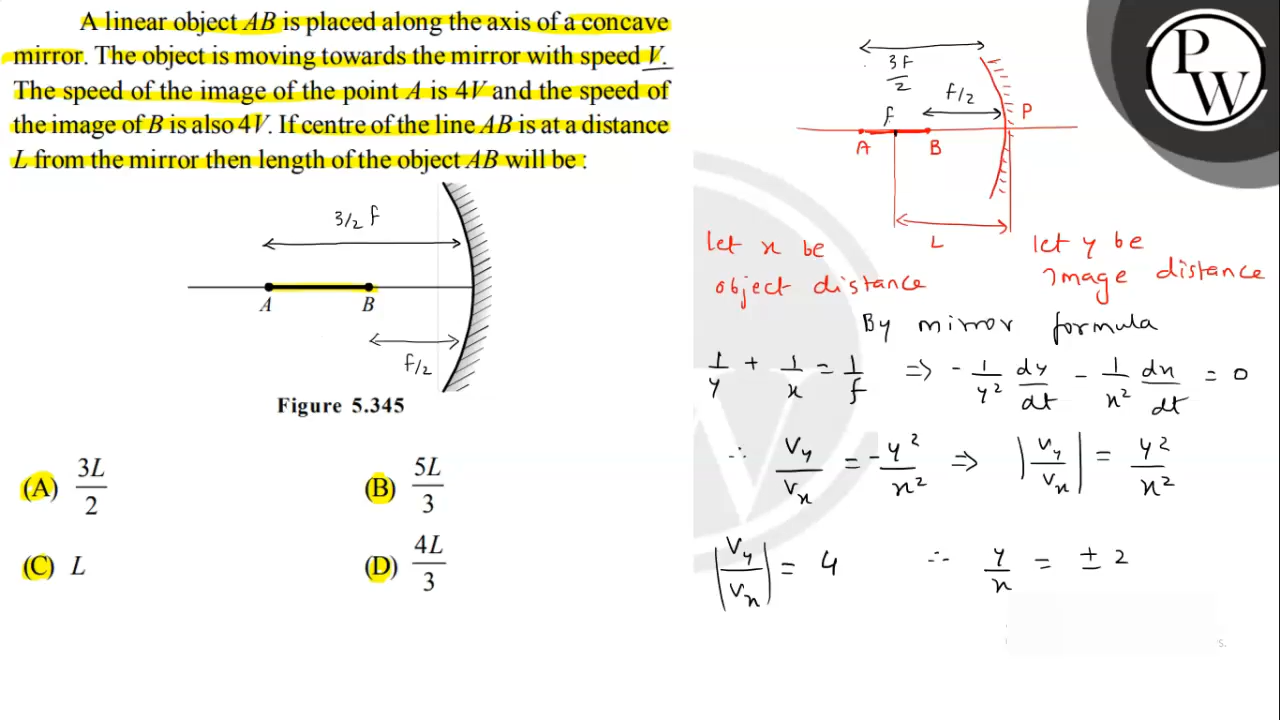 A linear object AB is placed along the axis of a concave
mirror. The object is moving towards the mirror with speed V.
The speed of the image of the point A is 4V and the speed of
the image of B is also 4V. If centre of the line AB is at a distance
L from the mirror then length of the object AB will be :
3/2 f
A B
f/2
Figure 5.345
(A) 3L/2 (B) 5L/3
(C) L (D) 4L/3
PW
3f/2
f/2
f P
A B
L
let x be
object distance
let y be
image distance
By mirror formula
1/y + 1/x = 1/f ⇒ - 1/y² dy/dt - 1/x² dx/dt = 0
∴ Vy/Vx = - y²/x² ⇒ |Vy/Vx| = y²/x²
|Vy/Vx| = 4 ∴ y/x = ± 2
5.